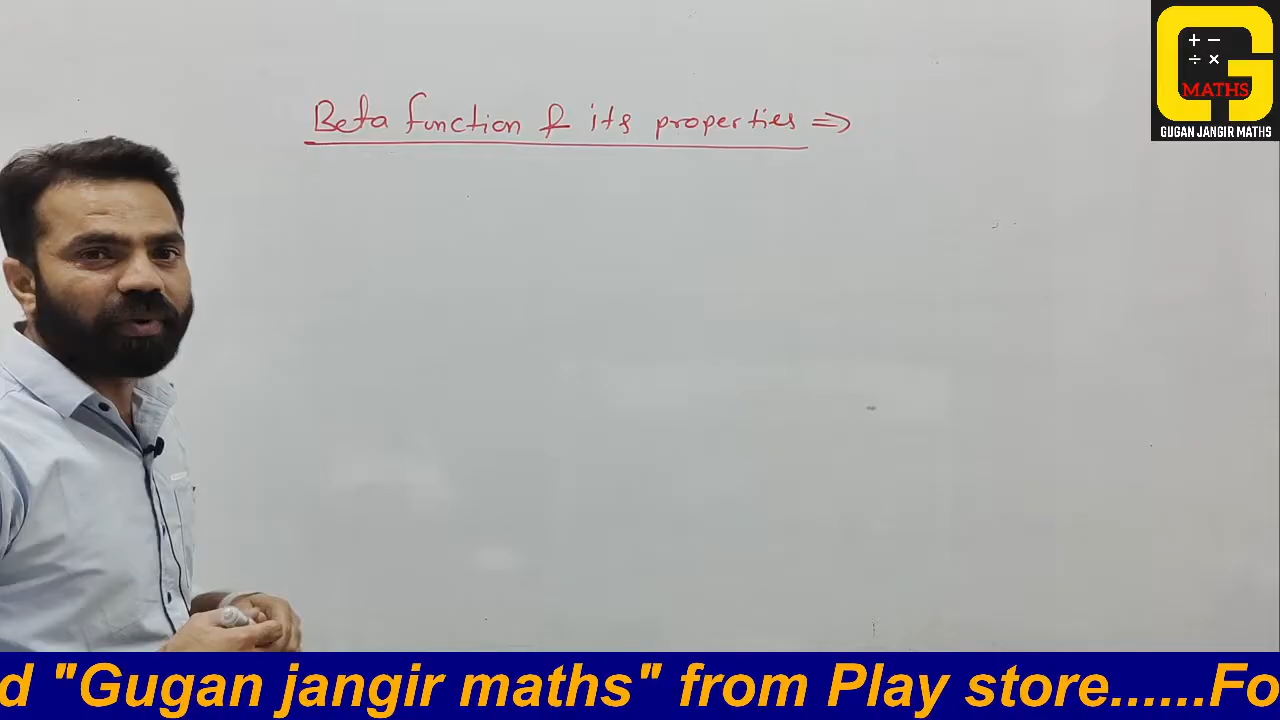 + −
÷ ×
MATHS
GUGAN JANGIR MATHS
Beta function & its properties ⇒
d "Gugan jangir maths" from Play store......Fo